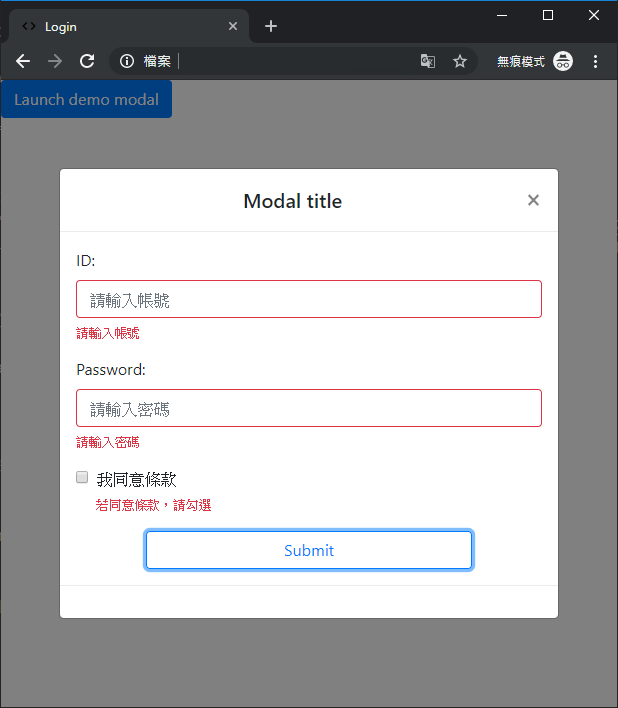 Login
檔案
無痕模式
Launch demo modal
Modal title
ID:
請輸入帳號
請輸入帳號
Password:
請輸入密碼
請輸入密碼
我同意條款
若同意條款，請勾選
Submit